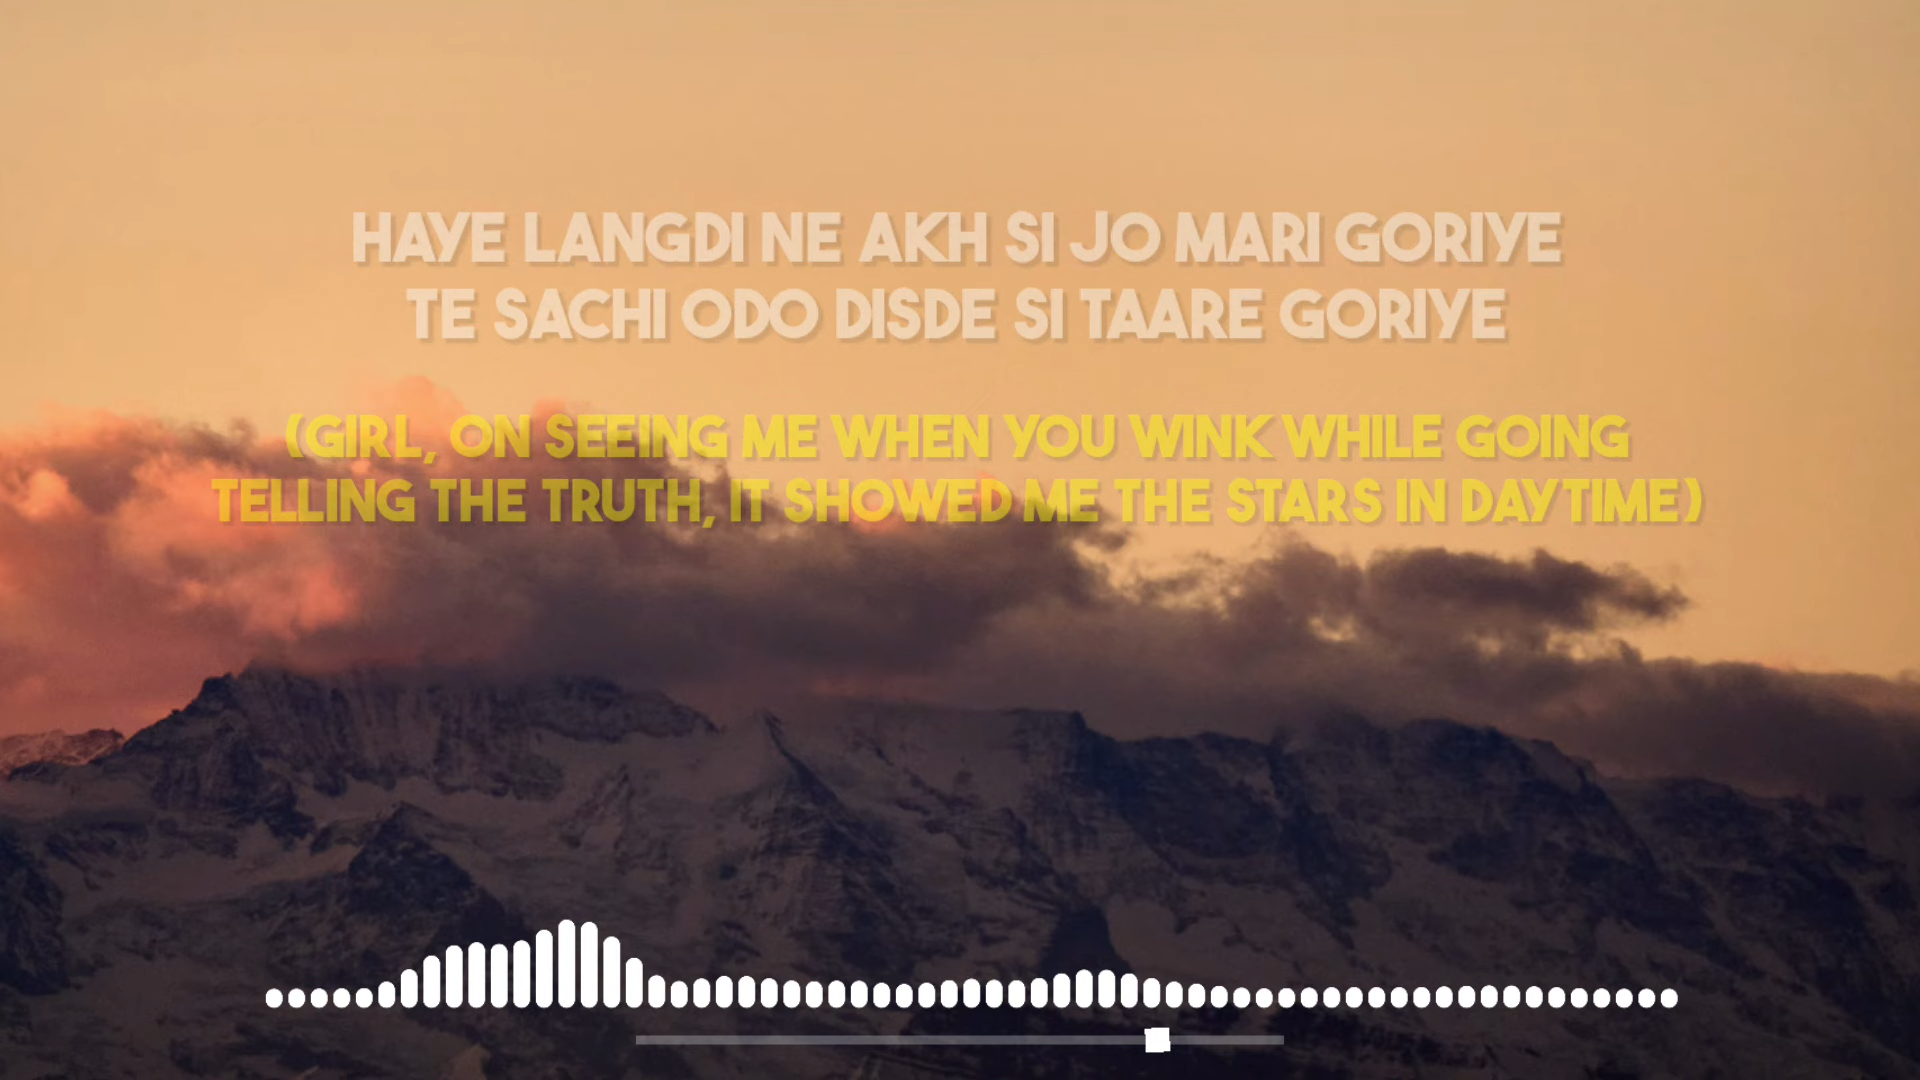 HAYE LANGDI NE AKH SI JO MARI GORIYE
TE SACHI ODO DISDE SI TAARE GORIYE
(GIRL, ON SEEING ME WHEN YOU WINK WHILE GOING
TELLING THE TRUTH, IT SHOWED ME THE STARS IN DAYTIME)